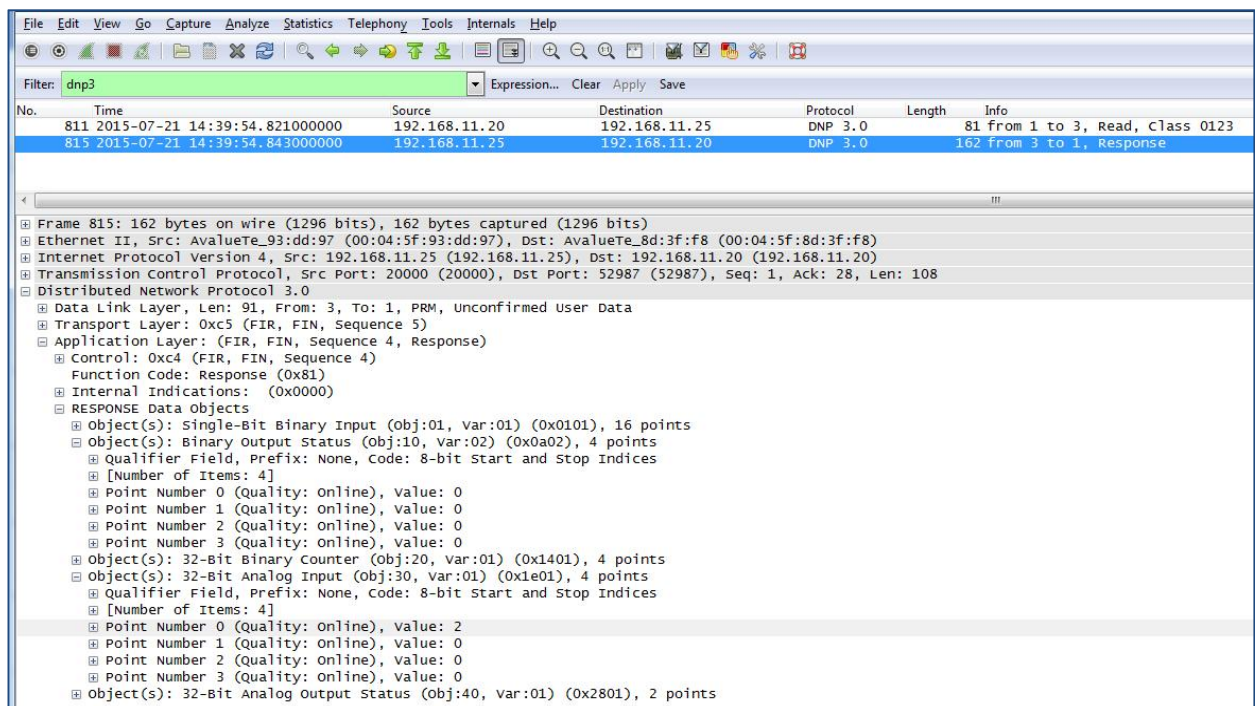 File Edit View Go Capture Analyze Statistics Telephony Tools Internals Help
Filter: dnp3 Expression... Clear Apply Save
No. Time Source Destination Protocol Length Info
811 2015-07-21 14:39:54.821000000 192.168.11.20 192.168.11.25 DNP 3.0 81 from 1 to 3, Read, Class 0123
815 2015-07-21 14:39:54.843000000 192.168.11.25 192.168.11.20 DNP 3.0 162 from 3 to 1, Response
Frame 815: 162 bytes on wire (1296 bits), 162 bytes captured (1296 bits)
Ethernet II, Src: AvalueTe_93:dd:97 (00:04:5f:93:dd:97), Dst: AvalueTe_8d:3f:f8 (00:04:5f:8d:3f:f8)
Internet Protocol Version 4, Src: 192.168.11.25 (192.168.11.25), Dst: 192.168.11.20 (192.168.11.20)
Transmission Control Protocol, Src Port: 20000 (20000), Dst Port: 52987 (52987), Seq: 1, Ack: 28, Len: 108
Distributed Network Protocol 3.0
Data Link Layer, Len: 91, From: 3, To: 1, PRM, Unconfirmed User Data
Transport Layer: 0xc5 (FIR, FIN, Sequence 5)
Application Layer: (FIR, FIN, Sequence 4, Response)
Control: 0xc4 (FIR, FIN, Sequence 4)
Function Code: Response (0x81)
Internal Indications: (0x0000)
RESPONSE Data Objects
Object(s): Single-Bit Binary Input (Obj:01, Var:01) (0x0101), 16 points
Object(s): Binary Output Status (Obj:10, Var:02) (0x0a02), 4 points
Qualifier Field, Prefix: None, Code: 8-bit Start and Stop Indices
[Number of Items: 4]
Point Number 0 (Quality: Online), Value: 0
Point Number 1 (Quality: Online), Value: 0
Point Number 2 (Quality: Online), Value: 0
Point Number 3 (Quality: Online), Value: 0
Object(s): 32-Bit Binary Counter (Obj:20, Var:01) (0x1401), 4 points
Object(s): 32-Bit Analog Input (Obj:30, Var:01) (0x1e01), 4 points
Qualifier Field, Prefix: None, Code: 8-bit Start and Stop Indices
[Number of Items: 4]
Point Number 0 (Quality: Online), Value: 2
Point Number 1 (Quality: Online), Value: 0
Point Number 2 (Quality: Online), Value: 0
Point Number 3 (Quality: Online), Value: 0
Object(s): 32-Bit Analog Output Status (Obj:40, Var:01) (0x2801), 2 points